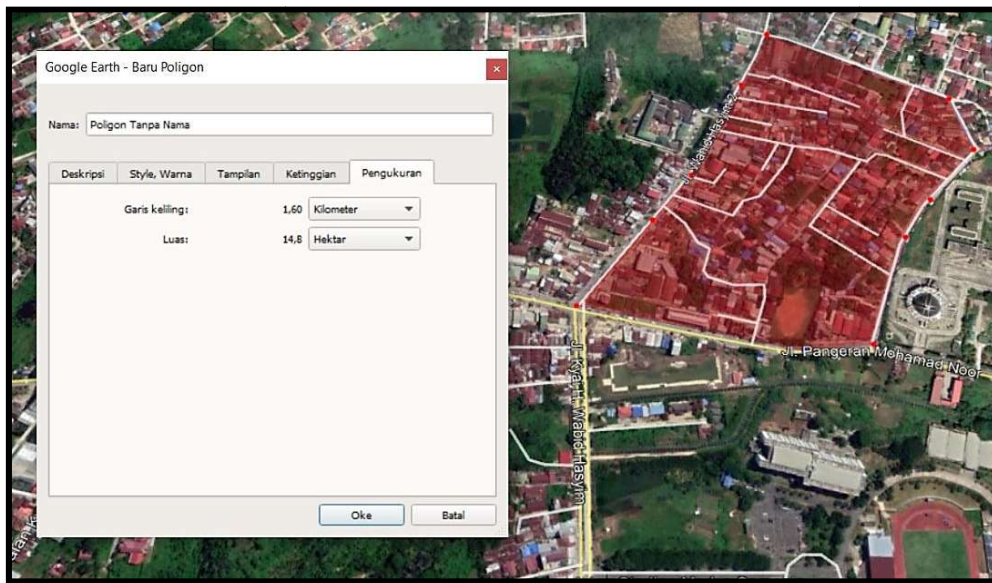 Google Earth - Baru Poligon
Nama: Poligon Tanpa Nama
Deskripsi Style, Warna Tampilan Ketinggian Pengukuran
Garis keliling: 1,60 Kilometer
Luas: 14,8 Hektar
Oke Batal
Jl. Pangeran Mohamad Noor
Jl. Kyai H. Wahid Hasyim